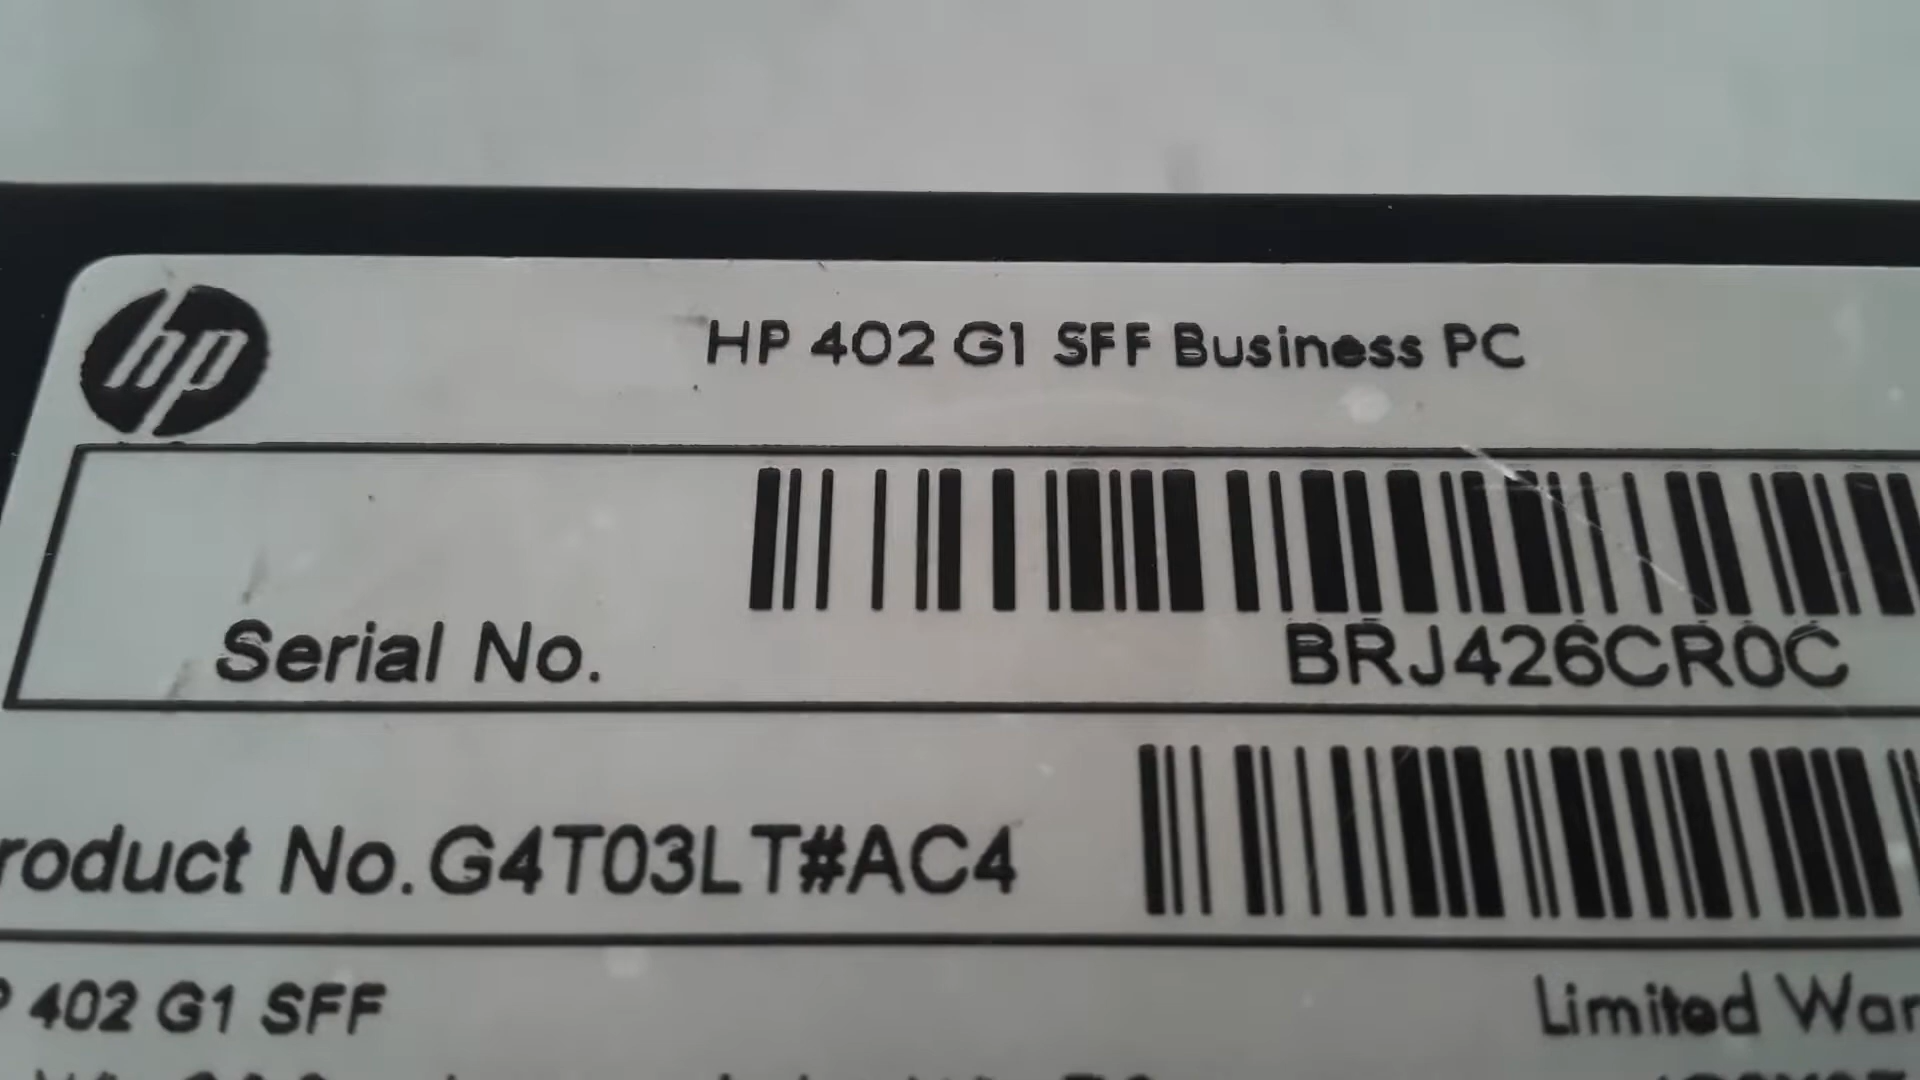 hp
HP 402 G1 SFF Business PC
Serial No.
BRJ426CR0C
roduct No.G4T03LT#AC4
P 402 G1 SFF
Limited War